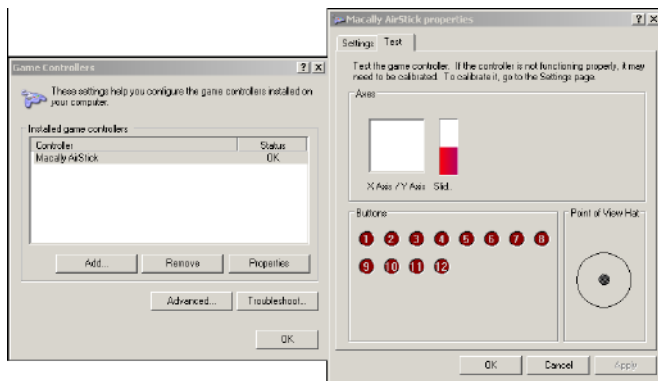 Game Controllers
These settings help you configure the game controllers installed on
your computer.
Installed game controllers
Controller Status
Macally AirStick OK
Add... Remove Properties
Advanced... Troubleshoot...
OK
Macally AirStick properties
Settings Test
Test the game controller. If the controller is not functioning properly, it may
need to be calibrated. To calibrate it, go to the Settings page.
Axes
X Axis / Y Axis Slid..
Buttons
1 2 3 4 5 6 7 8
9 10 11 12
Point of View Hat
OK Cancel Apply